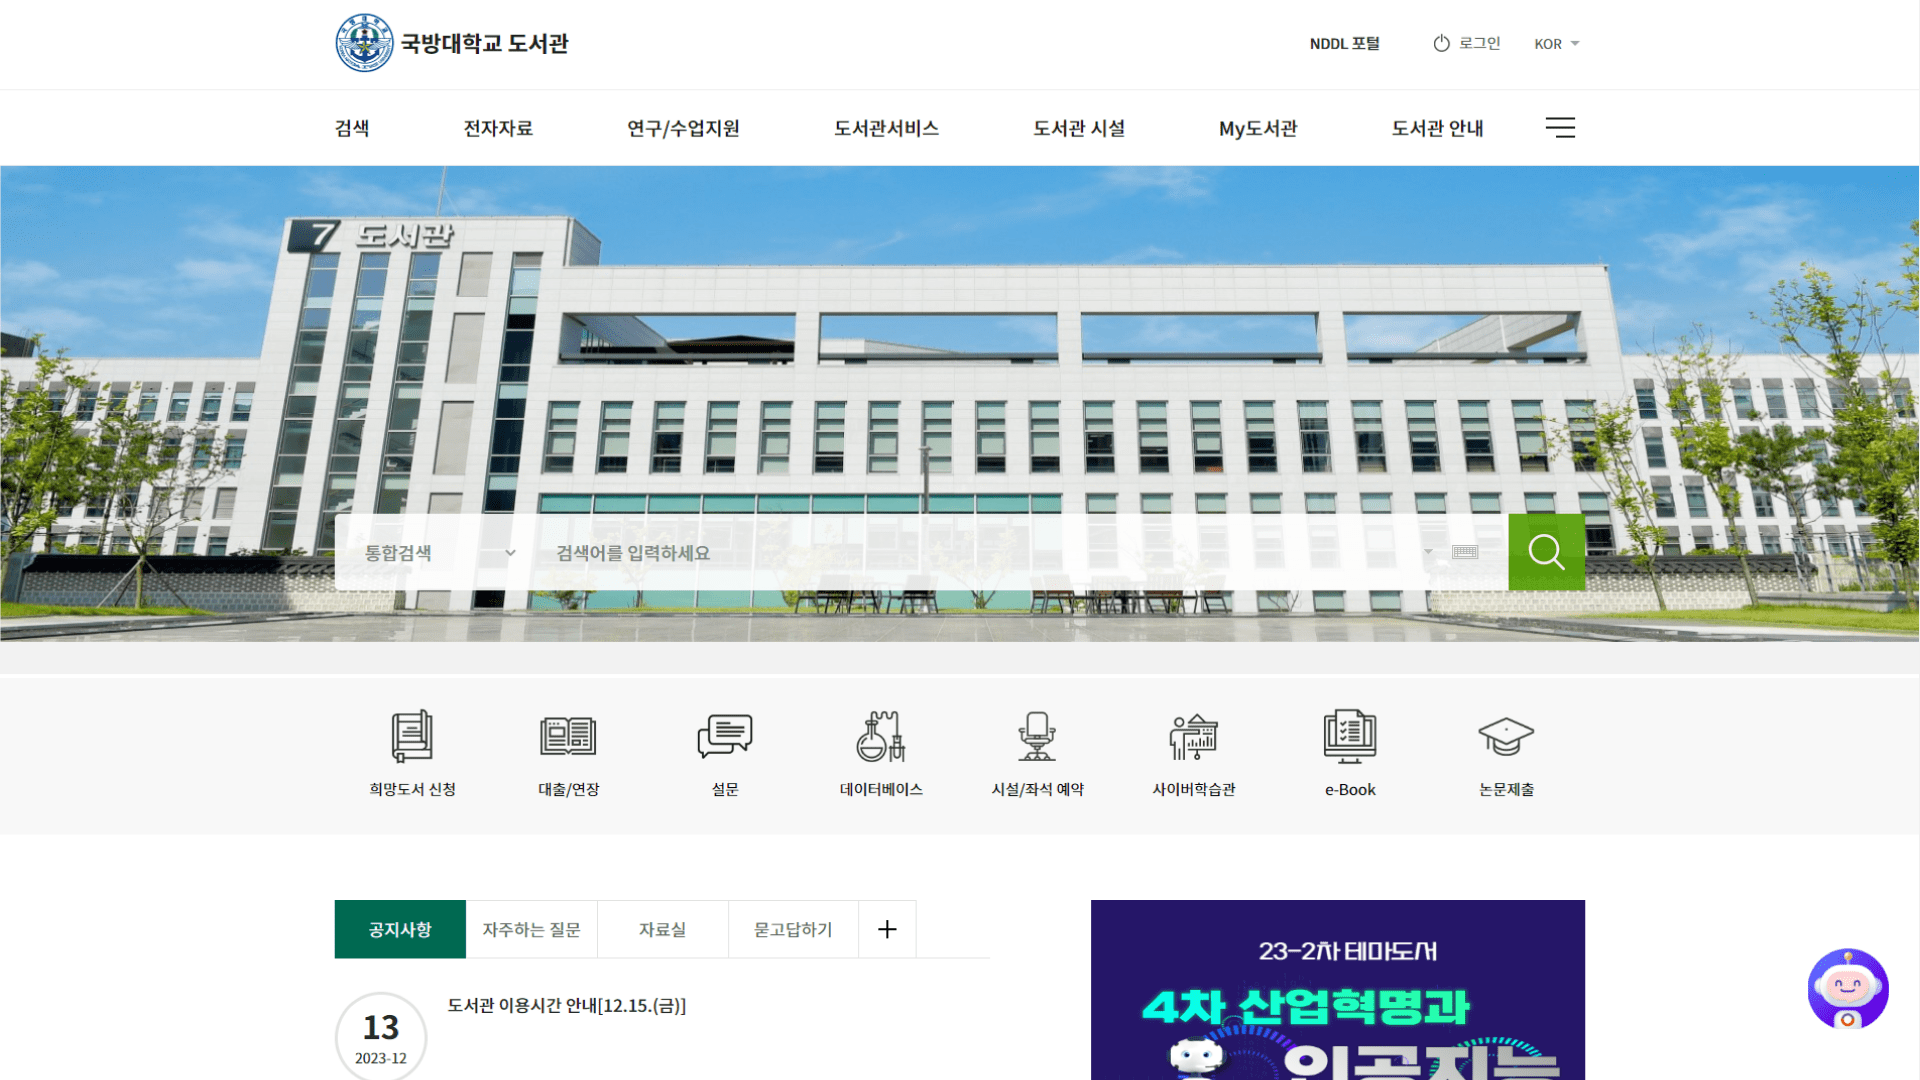 국방대학교 도서관
NDDL 포털
로그인
KOR
검색
전자자료
연구/수업지원
도서관서비스
도서관 시설
My도서관
도서관 안내
7 도서관
통합검색
검색어를 입력하세요
희망도서 신청
대출/연장
설문
데이터베이스
시설/좌석 예약
사이버학습관
e-Book
논문제출
공지사항
자주하는 질문
자료실
묻고답하기
+
13
2023-12
도서관 이용시간 안내[12.15.(금)]
23-2차 테마도서
4차 산업혁명과
인공지능